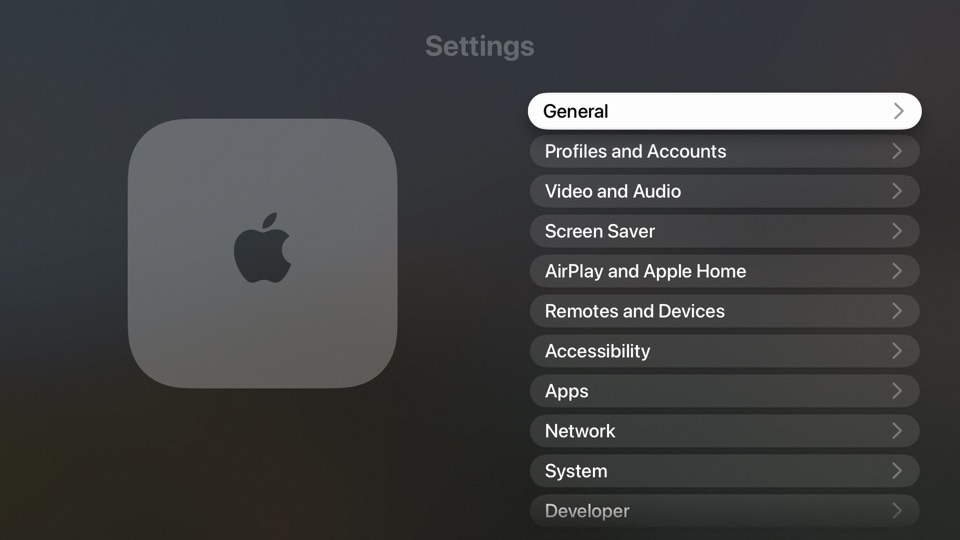 Settings
General
Profiles and Accounts
Video and Audio
Screen Saver
AirPlay and Apple Home
Remotes and Devices
Accessibility
Apps
Network
System
Developer